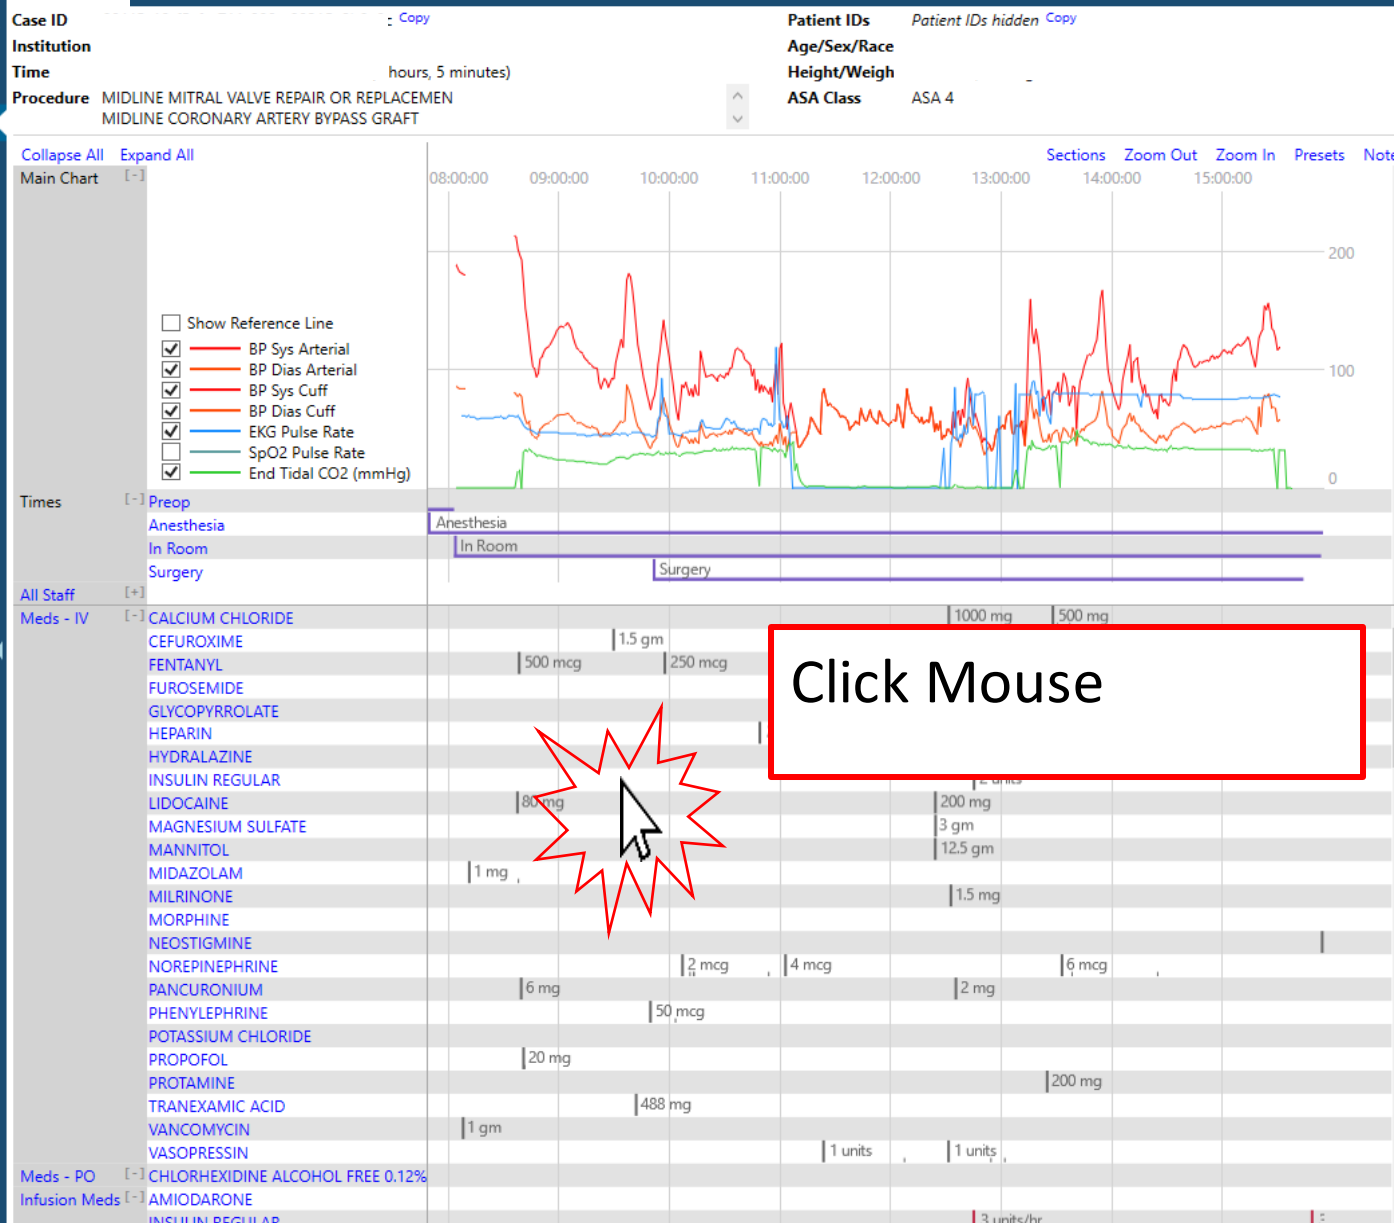 Case ID Copy Patient IDs Patient IDs hidden Copy
Institution Age/Sex/Race
Time hours, 5 minutes) Height/Weigh
Procedure MIDLINE MITRAL VALVE REPAIR OR REPLACEMEN ASA Class ASA 4
MIDLINE CORONARY ARTERY BYPASS GRAFT
Collapse All Expand All Sections Zoom Out Zoom In Presets Note
Main Chart [-] 08:00:00 09:00:00 10:00:00 11:00:00 12:00:00 13:00:00 14:00:00 15:00:00
200
Show Reference Line
BP Sys Arterial
BP Dias Arterial 100
BP Sys Cuff
BP Dias Cuff
EKG Pulse Rate
SpO2 Pulse Rate
End Tidal CO2 (mmHg) 0
Times [-] Preop
Anesthesia Anesthesia
In Room In Room
Surgery Surgery
All Staff [+]
Meds - IV [-] CALCIUM CHLORIDE 1000 mg 500 mg
CEFUROXIME 1.5 gm
FENTANYL 500 mcg 250 mcg
Click Mouse
FUROSEMIDE
GLYCOPYRROLATE
HEPARIN
HYDRALAZINE
INSULIN REGULAR 2 units
LIDOCAINE 80 mg 200 mg
MAGNESIUM SULFATE 3 gm
MANNITOL 12.5 gm
MIDAZOLAM 1 mg
MILRINONE 1.5 mg
MORPHINE
NEOSTIGMINE
NOREPINEPHRINE 2 mcg 4 mcg 6 mcg
PANCURONIUM 6 mg 2 mg
PHENYLEPHRINE 50 mcg
POTASSIUM CHLORIDE
PROPOFOL 20 mg
PROTAMINE 200 mg
TRANEXAMIC ACID 488 mg
VANCOMYCIN 1 gm
VASOPRESSIN 1 units 1 units
Meds - PO [-] CHLORHEXIDINE ALCOHOL FREE 0.12%
Infusion Meds [-] AMIODARONE
INSULIN REGULAR 3 units/hr